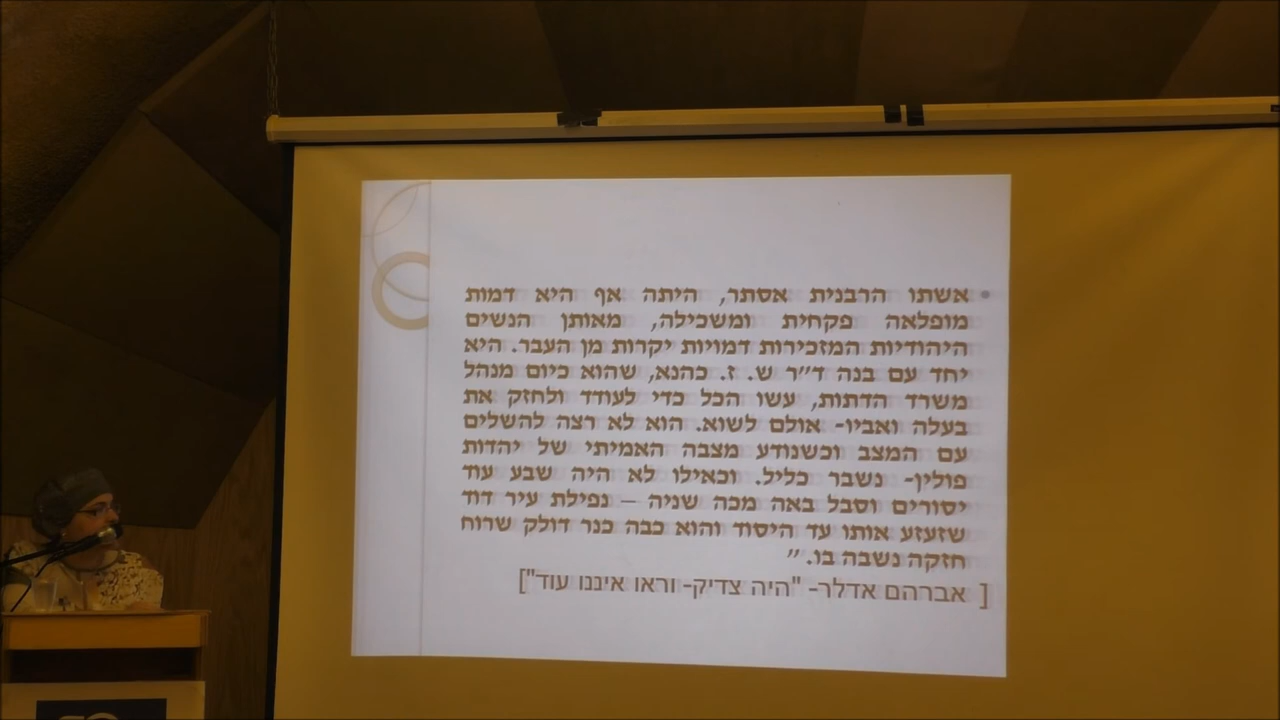 • אשתו הרבנית אסתר, היתה אף היא דמות
מופלאה פקחית ומשכילה, מאותן הנשים
היהודיות המזכירות דמויות יקרות מן העבר. היא
יחד עם בנה ד״ר ש. ז. כהנא, שהוא כיום מנהל
משרד הדתות, עשו הכל כדי לעודד ולחזק את
בעלה ואביו- אולם לשוא. הוא לא רצה להשלים
עם המצב וכשנודע מצבה האמיתי של יהדות
פולין- נשבר כליל. וכאילו לא היה שבע עוד
יסורים וסבל באה מכה שניה – נפילת עיר דוד
שזעזע אותו עד היסוד והוא כבה כנר דולק שרוח
חזקה נשבה בו. ״
[ אברהם אדלר- "היה צדיק- וראו איננו עוד"]